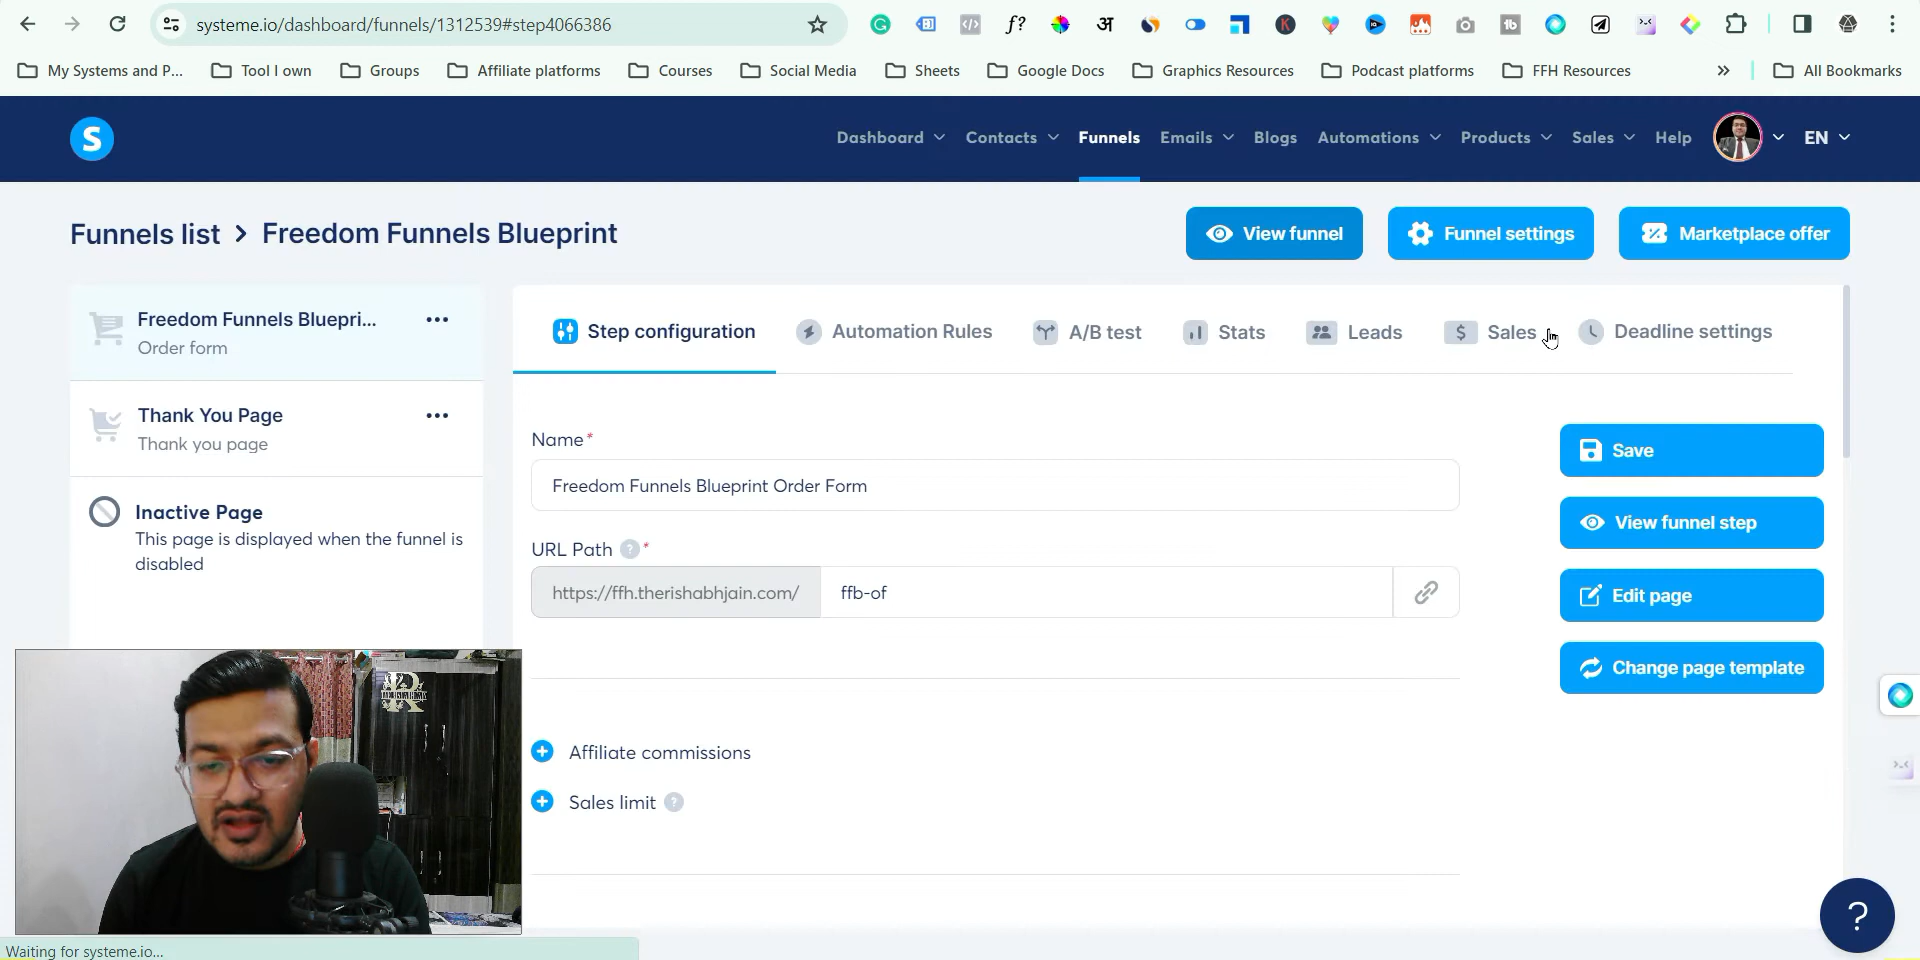 systeme.io/dashboard/funnels/1312539#step4066386
My Systems and P...
Tool I own
Groups
Affiliate platforms
Courses
Social Media
Sheets
Google Docs
Graphics Resources
Podcast platforms
FFH Resources
All Bookmarks
S
Dashboard
Contacts
Funnels
Emails
Blogs
Automations
Products
Sales
Help
EN
Funnels list > Freedom Funnels Blueprint
View funnel
Funnel settings
Marketplace offer
Freedom Funnels Bluepri...
Order form
Thank You Page
Thank you page
Inactive Page
This page is displayed when the funnel is
disabled
Step configuration
Automation Rules
A/B test
Stats
Leads
$ Sales
Deadline settings
Name*
Freedom Funnels Blueprint Order Form
URL Path ? *
https://ffh.therishabhjain.com/
ffb-of
Save
View funnel step
Edit page
Change page template
Affiliate commissions
Sales limit ?
?
Waiting for systeme.io...